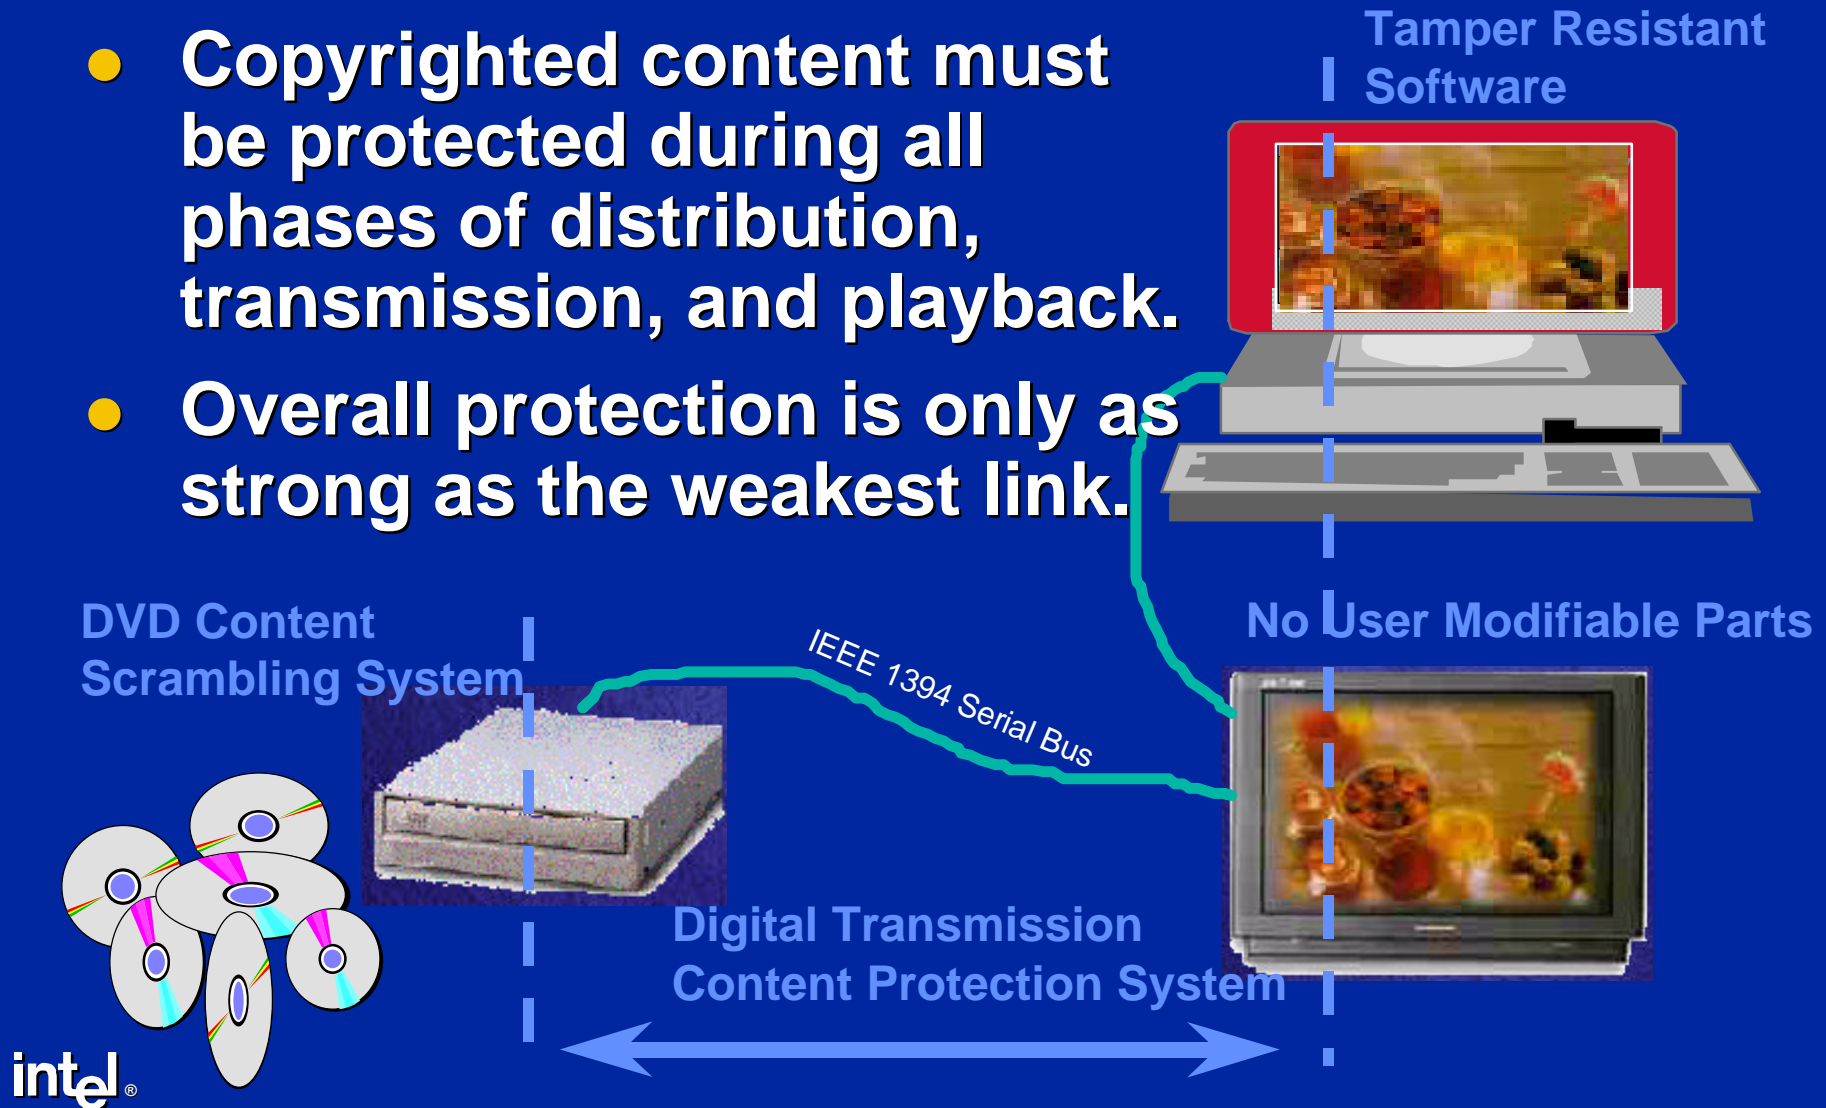 Copyrighted content must
be protected during all
phases of distribution,
transmission, and playback.
Overall protection is only as
strong as the weakest link.
Tamper Resistant
Software
DVD Content
Scrambling System
IEEE 1394 Serial Bus
No User Modifiable Parts
Digital Transmission
Content Protection System
intel®